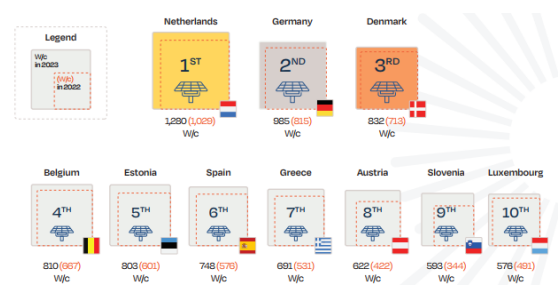 Legend
W/c
in 2023
(W/c)
in 2022
Netherlands
1ST
1,280 (1,029)
W/c
Germany
2ND
985 (815)
W/c
Denmark
3RD
832 (713)
W/c
Belgium
4TH
810 (667)
W/c
Estonia
5TH
803 (601)
W/c
Spain
6TH
748 (576)
W/c
Greece
7TH
691 (531)
W/c
Austria
8TH
622 (422)
W/c
Slovenia
9TH
593 (344)
W/c
Luxembourg
10TH
576 (491)
W/c